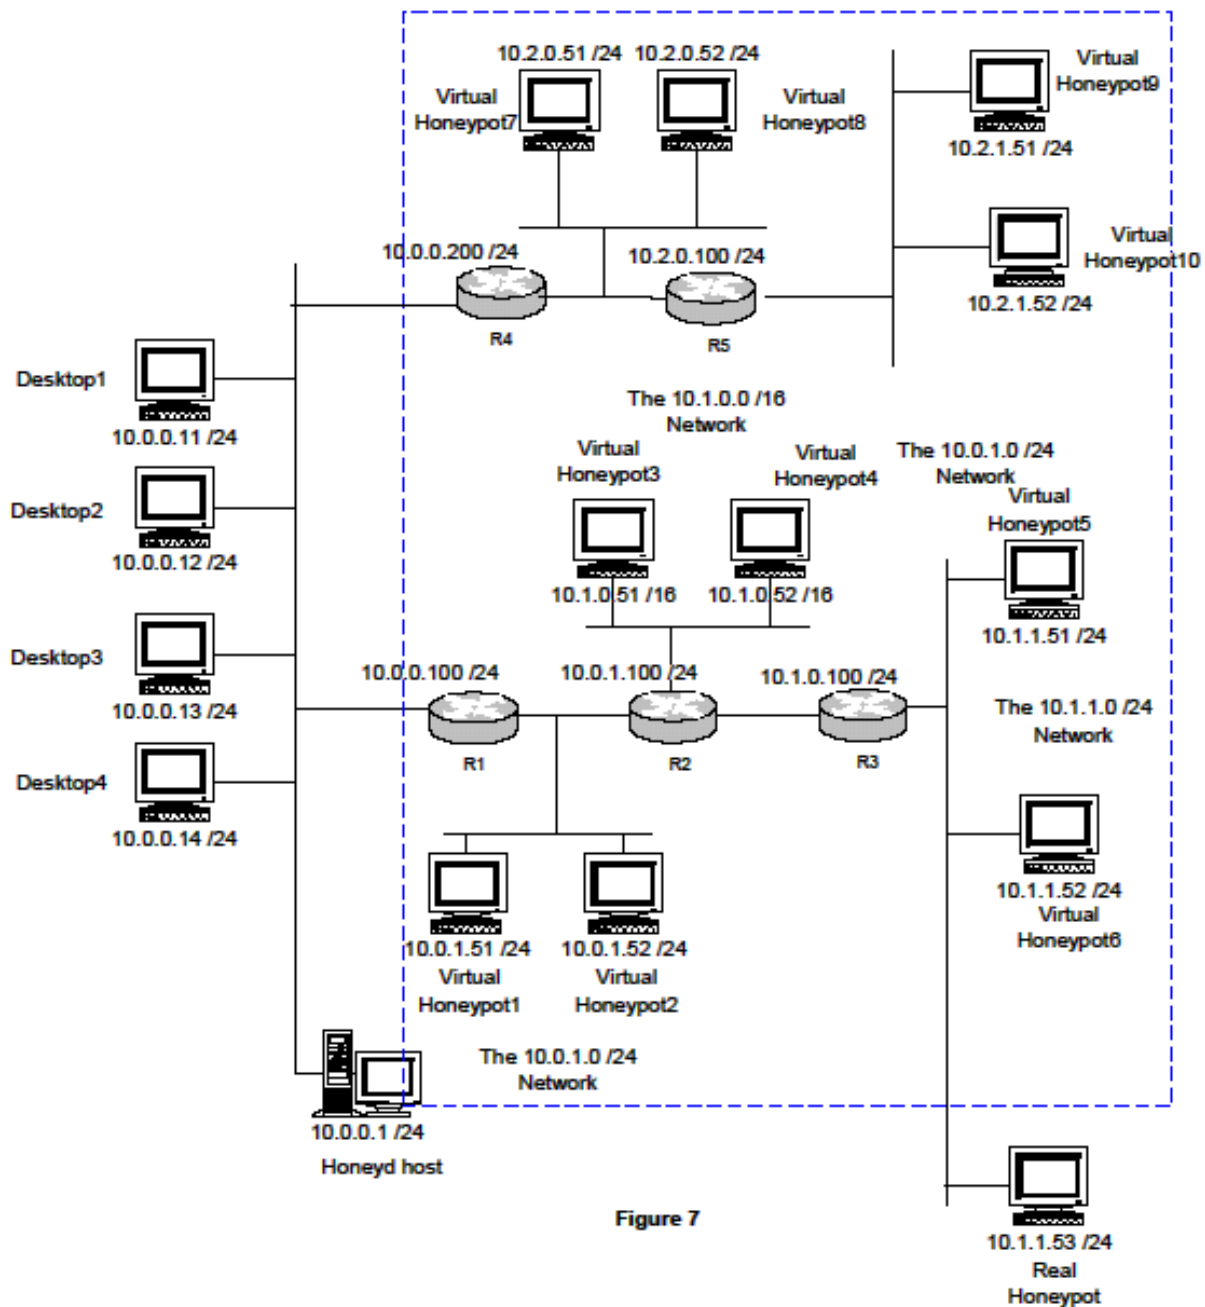 10.2.0.51 /24
10.2.0.52 /24
Virtual
Honeypot7
Virtual
Honeypot8
Virtual
Honeypot9
10.2.1.51 /24
Virtual
Honeypot10
10.2.1.52 /24
10.0.0.200 /24
10.2.0.100 /24
R4
R5
Desktop1
10.0.0.11 /24
The 10.1.0.0 /16
Network
Virtual
Honeypot3
Virtual
Honeypot4
The 10.0.1.0 /24
Network
Virtual
Honeypot5
Desktop2
10.0.0.12 /24
10.1.0.51 /16
10.1.0.52 /16
10.1.1.51 /24
Desktop3
10.0.0.13 /24
10.0.0.100 /24
10.0.1.100 /24
10.1.0.100 /24
The 10.1.1.0 /24
Network
R1
R2
R3
Desktop4
10.0.0.14 /24
10.1.1.52 /24
Virtual
Honeypot6
10.0.1.51 /24
Virtual
Honeypot1
10.0.1.52 /24
Virtual
Honeypot2
The 10.0.1.0 /24
Network
10.0.0.1 /24
Honeyd host
Figure 7
10.1.1.53 /24
Real
Honeypot